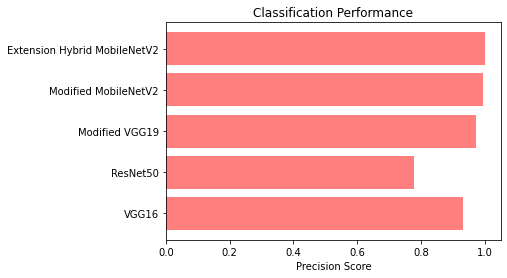 Classification Performance
Extension Hybrid MobileNetV2
Modified MobileNetV2
Modified VGG19
ResNet50
VGG16
0.0 0.2 0.4 0.6 0.8 1.0
Precision Score